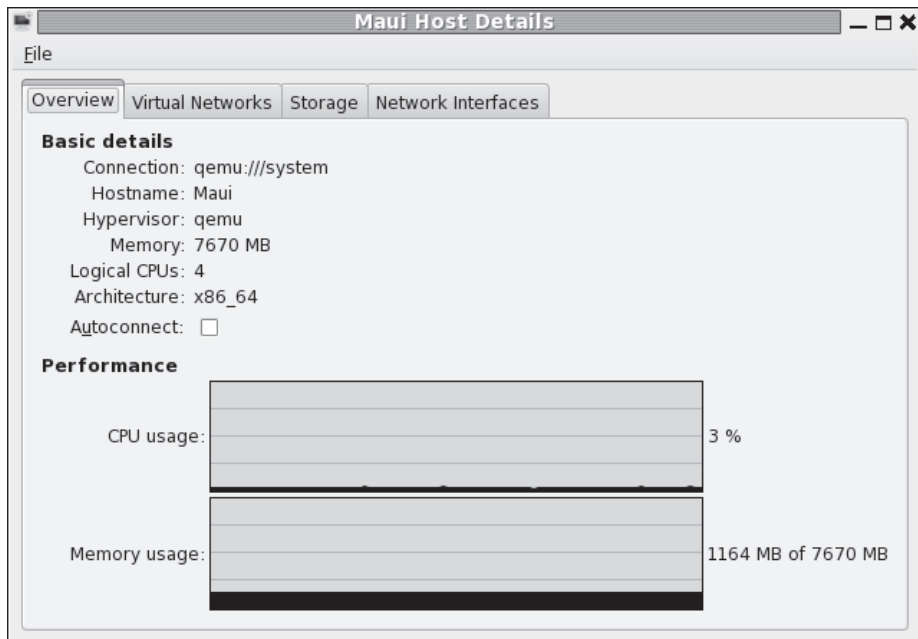 Maui Host Details
File
Overview Virtual Networks Storage Network Interfaces
Basic details
Connection: qemu:///system
Hostname: Maui
Hypervisor: qemu
Memory: 7670 MB
Logical CPUs: 4
Architecture: x86_64
Autoconnect:
Performance
CPU usage: 3 %
Memory usage: 1164 MB of 7670 MB